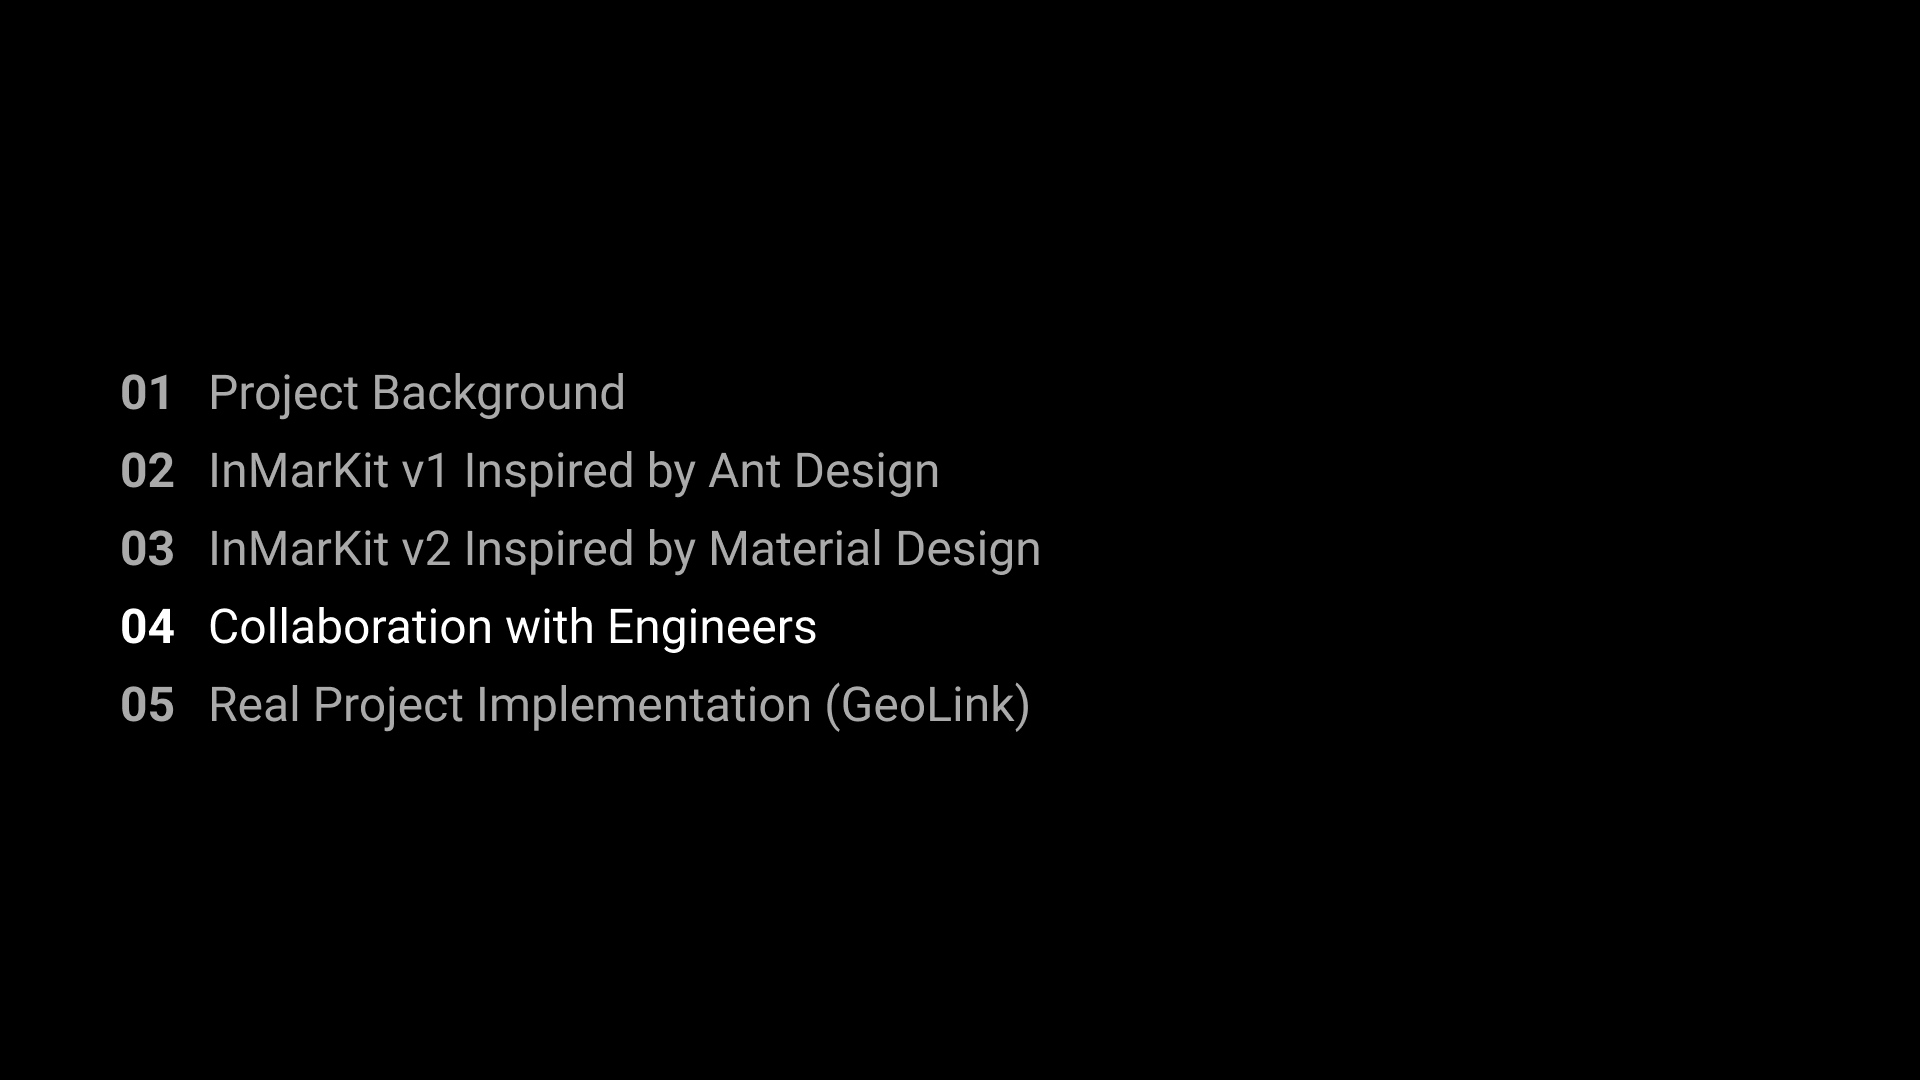 01 Project Background
02 InMarKit v1 Inspired by Ant Design
03 InMarKit v2 Inspired by Material Design
04 Collaboration with Engineers
05 Real Project Implementation (GeoLink)